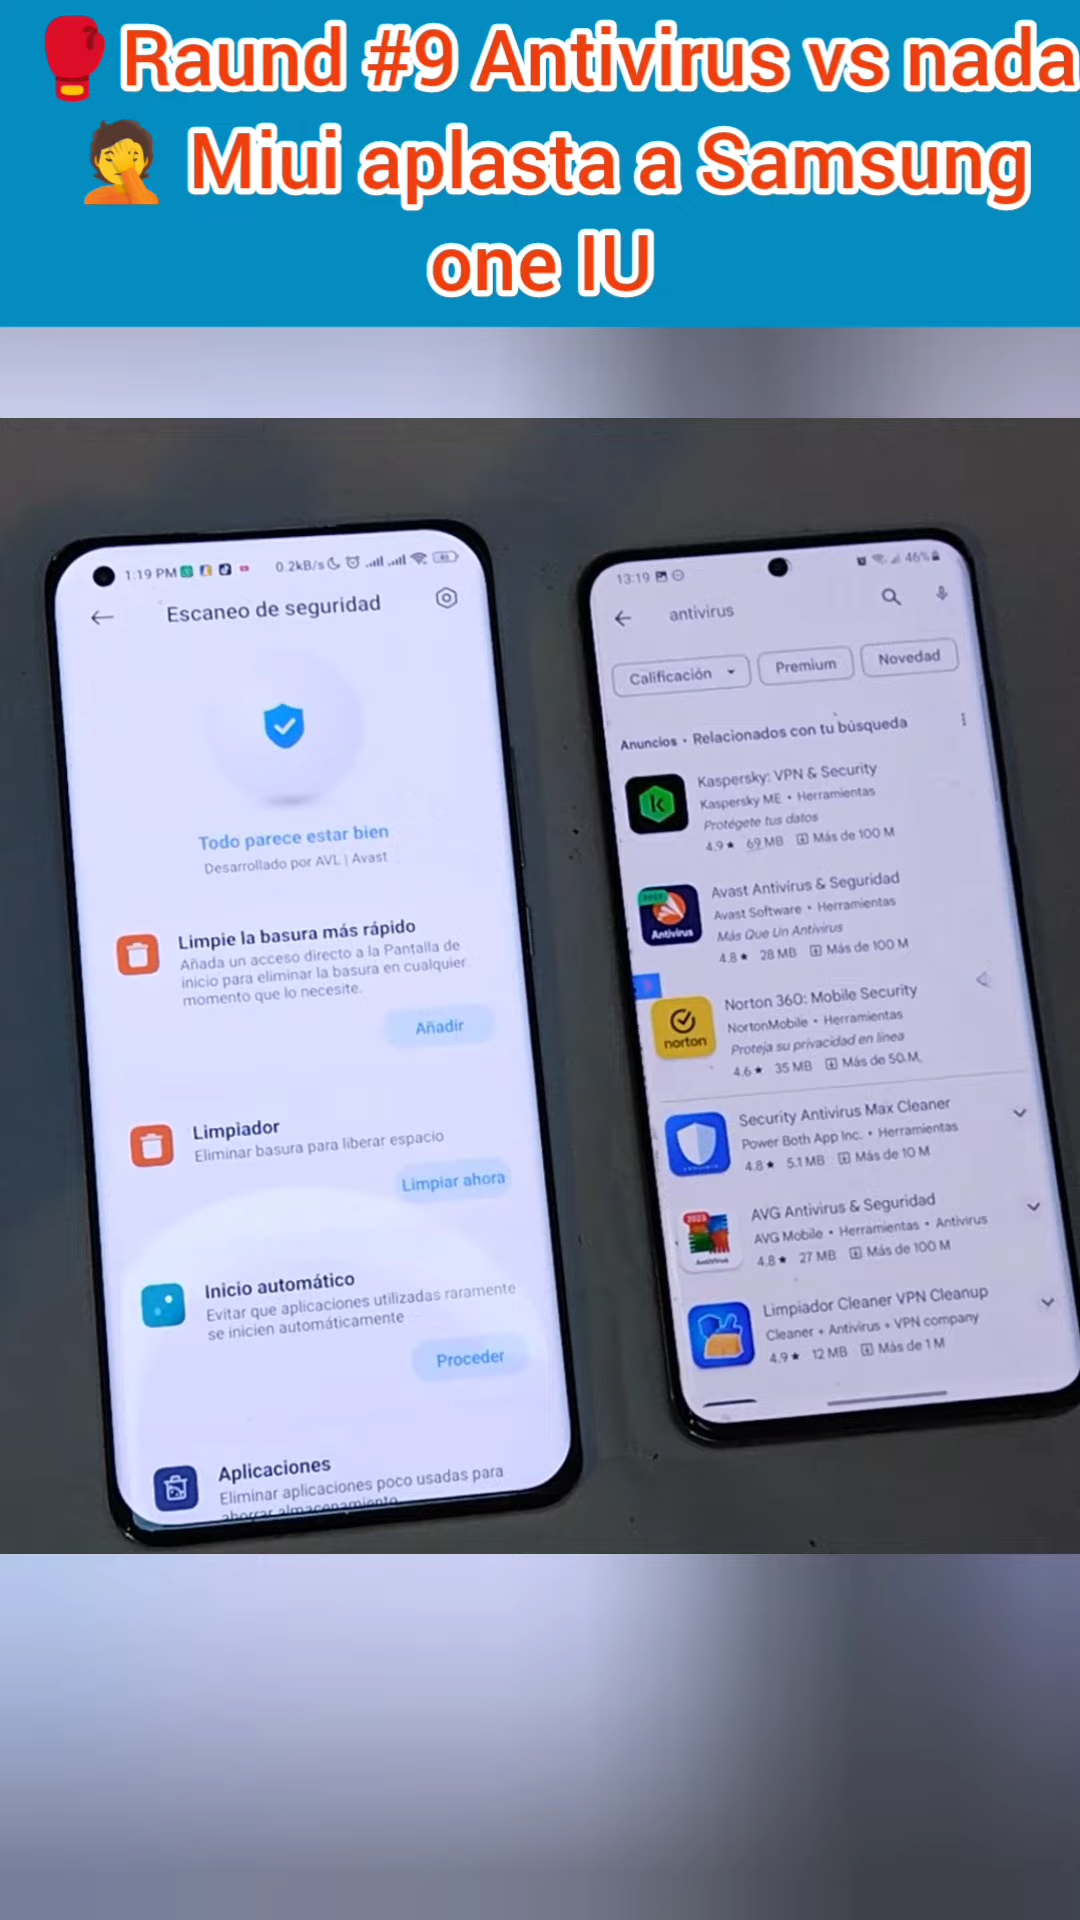 Raund #9 Antivirus vs nada
Miui aplasta a Samsung
one IU
1:19 PM
0.2kB/s
Escaneo de seguridad
Todo parece estar bien
Desarrollado por AVL | Avast
Limpie la basura más rápido
Añada un acceso directo a la Pantalla de
inicio para eliminar la basura en cualquier
momento que lo necesite.
Añadir
Limpiador
Eliminar basura para liberar espacio
Limpiar ahora
Inicio automático
Evitar que aplicaciones utilizadas raramente
se inicien automáticamente
Proceder
Aplicaciones
Eliminar aplicaciones poco usadas para
ahorrar almacenamiento
13:19
46%
antivirus
Calificación
Premium
Novedad
Anuncios • Relacionados con tu búsqueda
Kaspersky: VPN & Security
Kaspersky ME • Herramientas
Protégete tus datos
4.9★ 69 MB Más de 100 M
Avast Antivirus & Seguridad
Avast Software • Herramientas
Más Que Un Antivirus
4.8★ 28 MB Más de 100 M
Antivirus
Norton 360: Mobile Security
NortonMobile • Herramientas
Proteja su privacidad en línea
4.6★ 35 MB Más de 50 M
norton
Security Antivirus Max Cleaner
Power Both App Inc. • Herramientas
4.8★ 5.1 MB Más de 10 M
AVG Antivirus & Seguridad
AVG Mobile • Herramientas • Antivirus
4.8★ 27 MB Más de 100 M
2023
AntiVirus
Limpiador Cleaner VPN Cleanup
Cleaner + Antivirus + VPN company
4.9★ 12 MB Más de 1 M